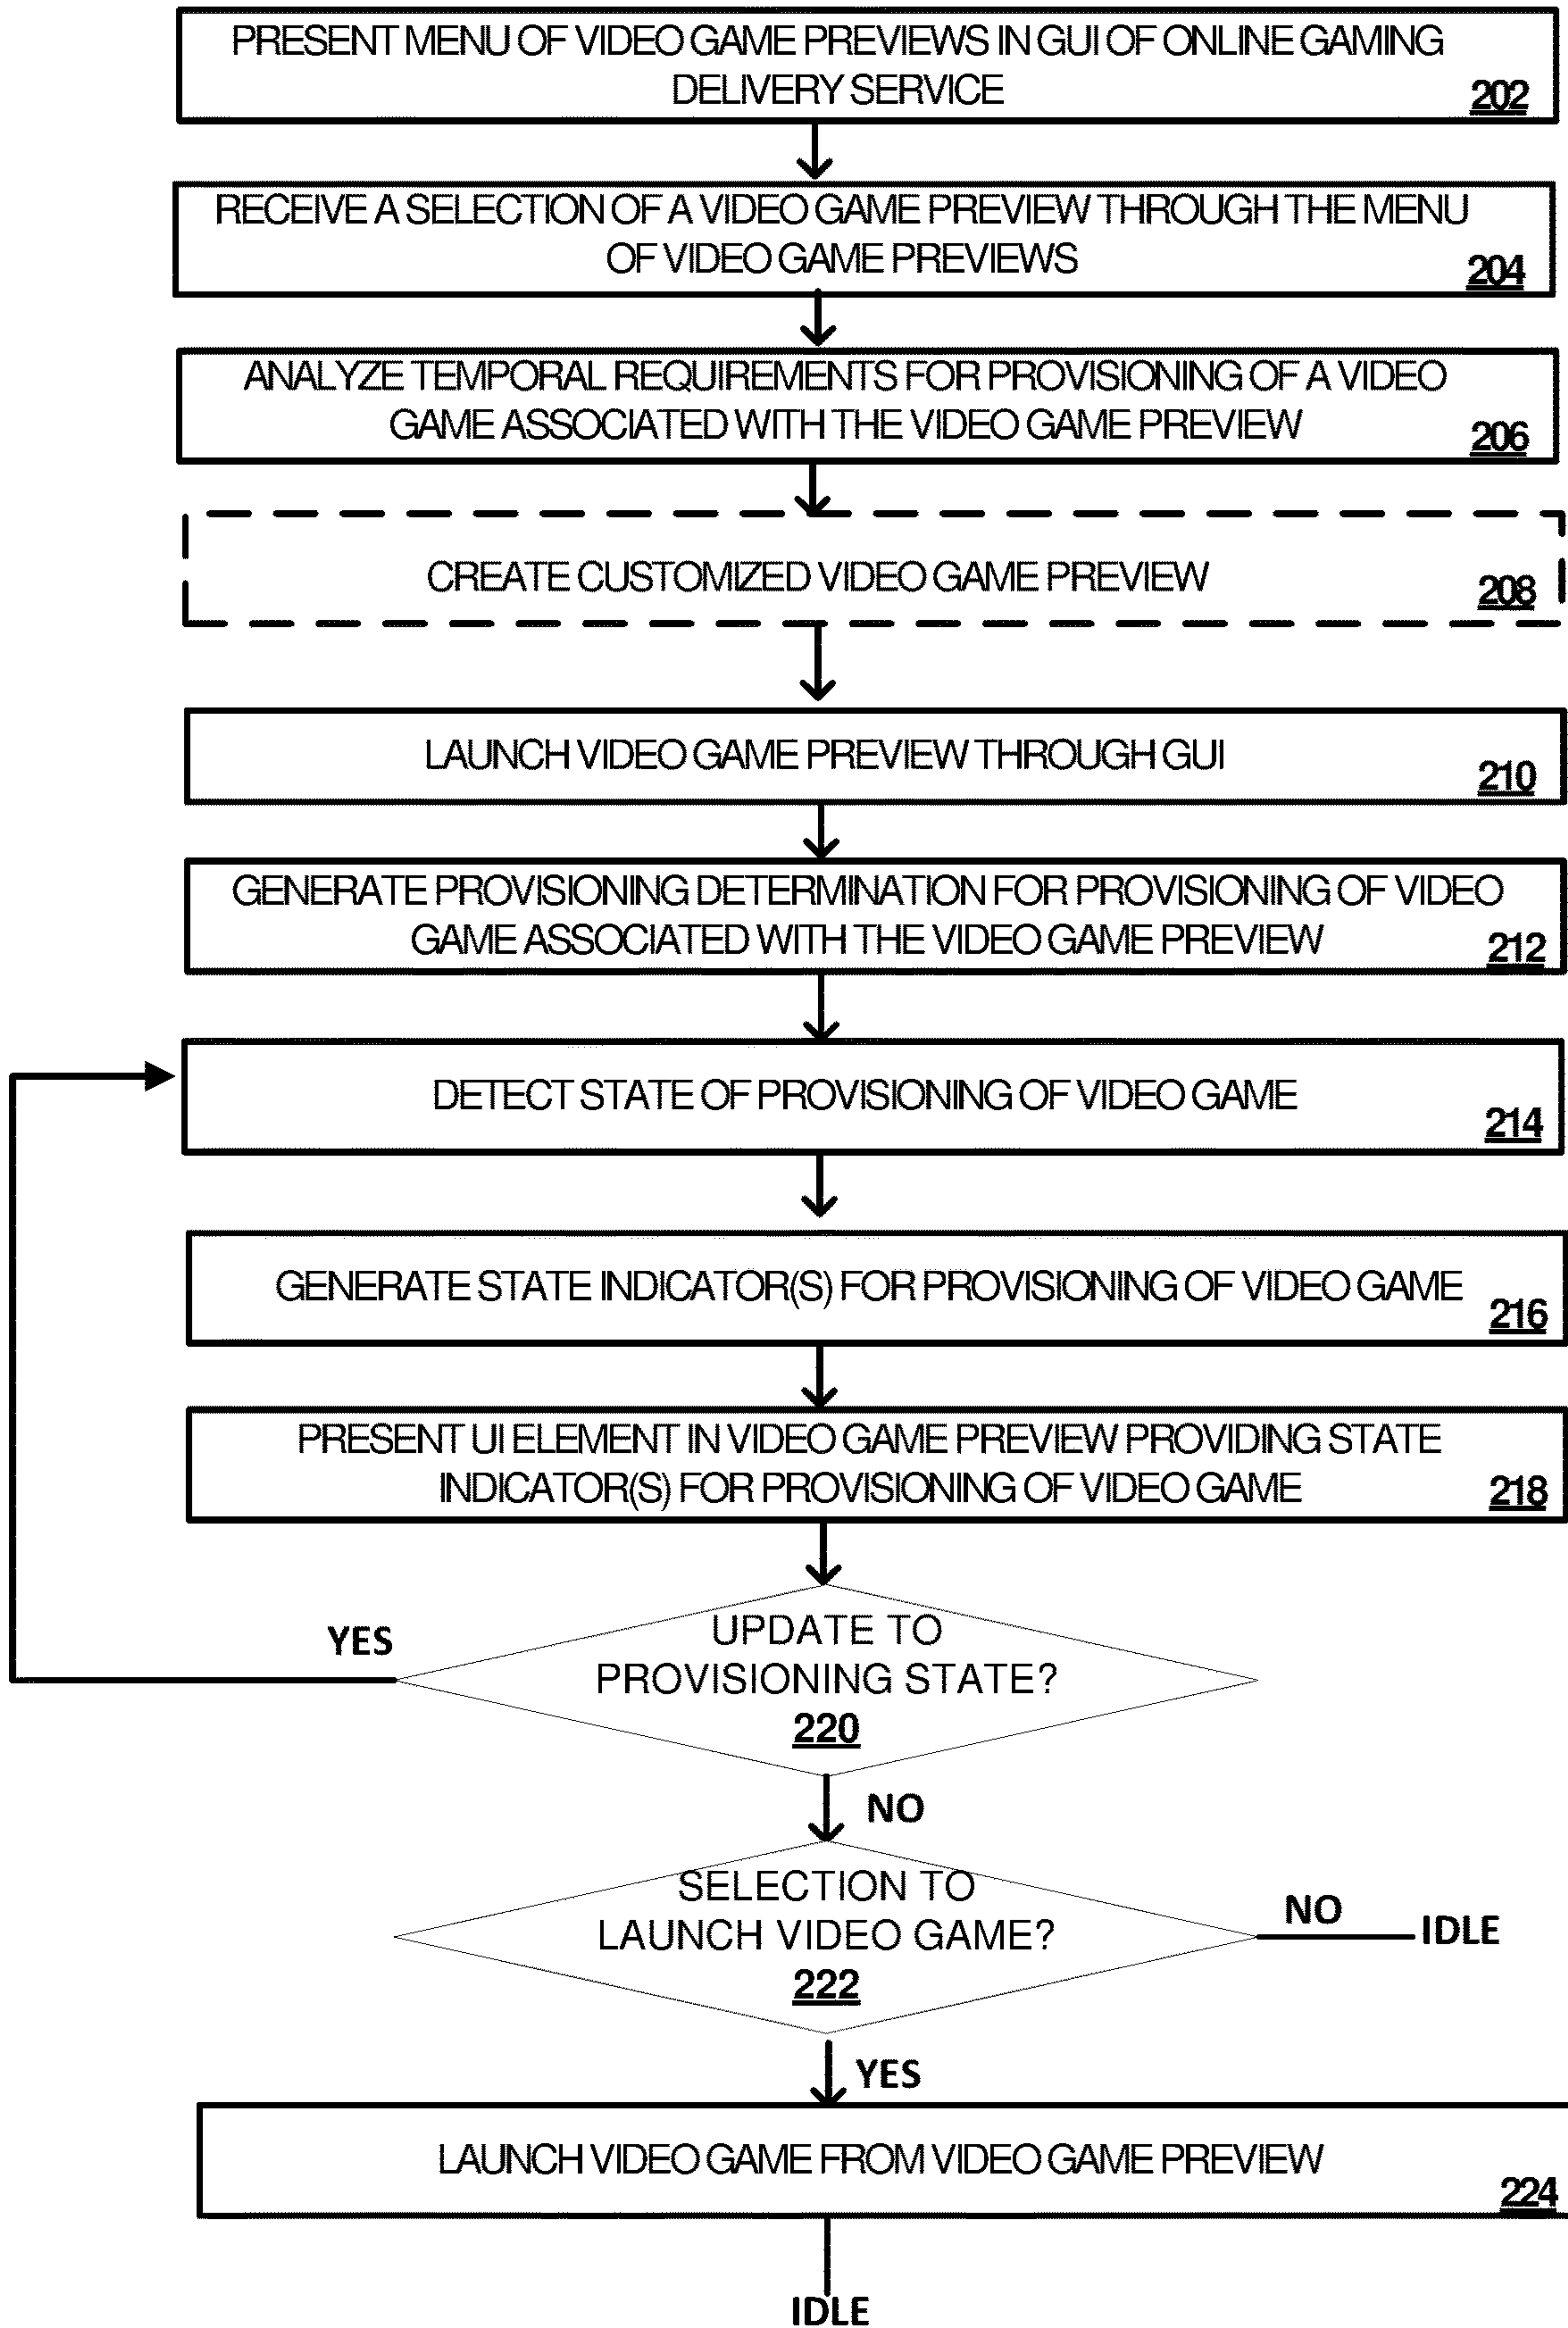 PRESENT MENU OF VIDEO GAME PREVIEWS IN GUI OF ONLINE GAMING
DELIVERY SERVICE
202
RECEIVE A SELECTION OF A VIDEO GAME PREVIEW THROUGH THE MENU
OF VIDEO GAME PREVIEWS
204
ANALYZE TEMPORAL REQUIREMENTS FOR PROVISIONING OF A VIDEO
GAME ASSOCIATED WITH THE VIDEO GAME PREVIEW
206
CREATE CUSTOMIZED VIDEO GAME PREVIEW
208
LAUNCH VIDEO GAME PREVIEW THROUGH GUI
210
GENERATE PROVISIONING DETERMINATION FOR PROVISIONING OF VIDEO
GAME ASSOCIATED WITH THE VIDEO GAME PREVIEW
212
DETECT STATE OF PROVISIONING OF VIDEO GAME
214
GENERATE STATE INDICATOR(S) FOR PROVISIONING OF VIDEO GAME
216
PRESENT UI ELEMENT IN VIDEO GAME PREVIEW PROVIDING STATE
INDICATOR(S) FOR PROVISIONING OF VIDEO GAME
218
YES
UPDATE TO
PROVISIONING STATE?
220
NO
SELECTION TO
LAUNCH VIDEO GAME?
222
NO
IDLE
YES
LAUNCH VIDEO GAME FROM VIDEO GAME PREVIEW
224
IDLE